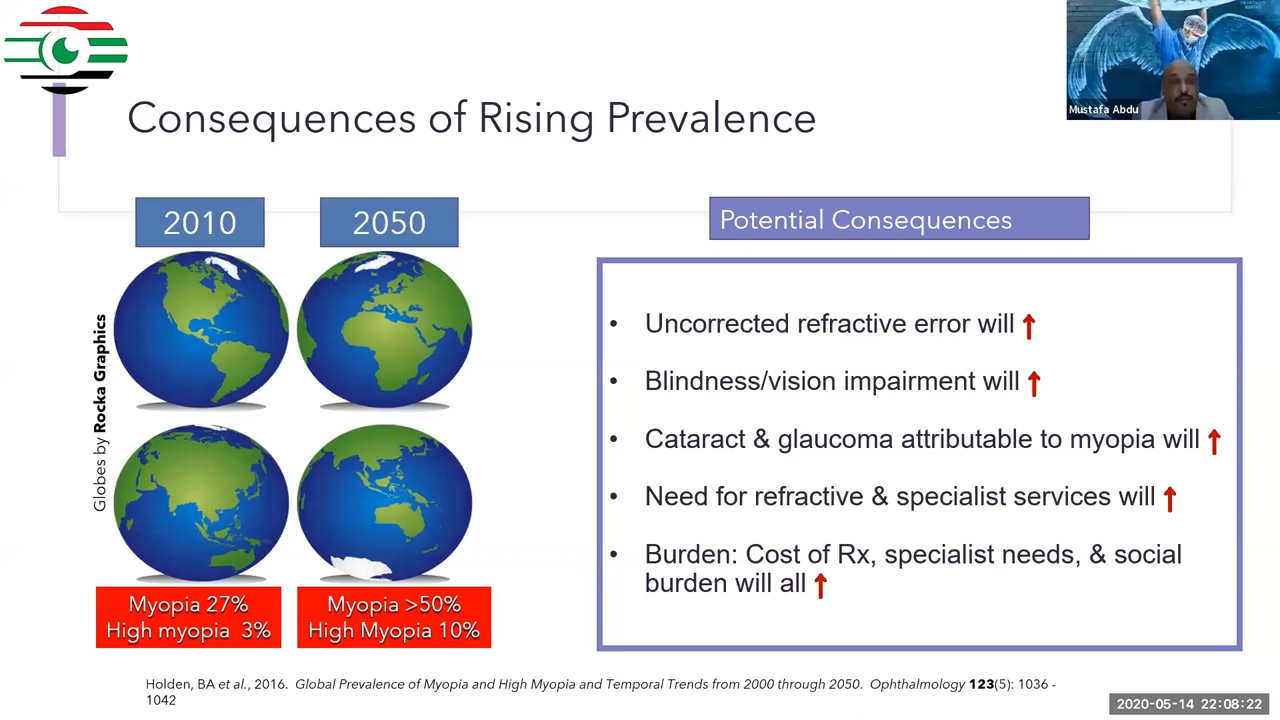 Mustafa Abdu
Consequences of Rising Prevalence
2010
2050
Potential Consequences
Globes by Rocka Graphics
• Uncorrected refractive error will ↑
• Blindness/vision impairment will ↑
• Cataract & glaucoma attributable to myopia will ↑
• Need for refractive & specialist services will ↑
• Burden: Cost of Rx, specialist needs, & social
burden will all ↑
Myopia 27%
High myopia 3%
Myopia >50%
High Myopia 10%
Holden, BA et al., 2016. Global Prevalence of Myopia and High Myopia and Temporal Trends from 2000 through 2050. Ophthalmology 123(5): 1036 -
1042
2020-05-14 22:08:22